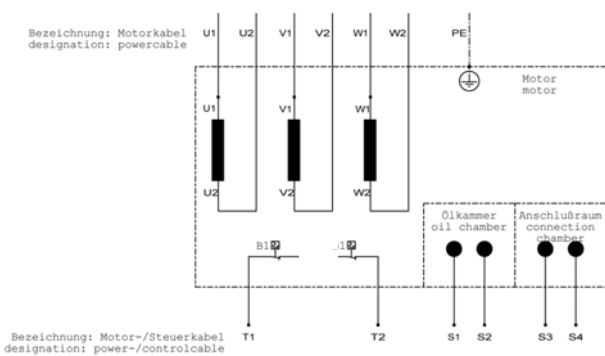 Bezeichnung: Motorkabel
designation: powercable
U1 U2 V1 V2 W1 W2 PE
Motor
motor
U1 V1 W1
U2 V2 W2
Ölkammer
oil chamber
Anschlußraum
connection
chamber
B1
Bezeichnung: Motor-/Steuerkabel
designation: power-/controlcable
T1 T2 S1 S2 S3 S4